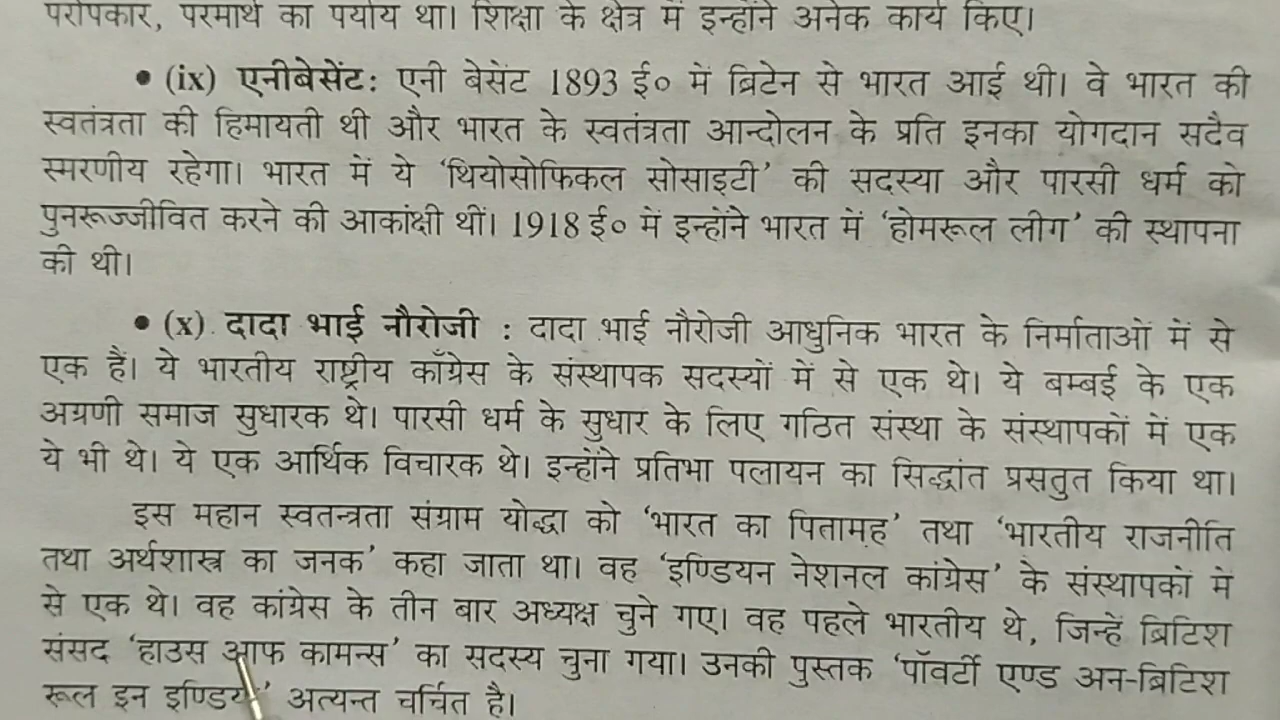 परोपकार, परमार्थ का पर्याय था। शिक्षा के क्षेत्र में इन्होंने अनेक कार्य किए।
• (ix) एनीबेसेंट: एनी बेसेंट 1893 ई० में ब्रिटेन से भारत आई थी। वे भारत की
स्वतंत्रता की हिमायती थी और भारत के स्वतंत्रता आन्दोलन के प्रति इनका योगदान सदैव
स्मरणीय रहेगा। भारत में ये 'थियोसोफिकल सोसाइटी' की सदस्या और पारसी धर्म को
पुनरूज्जीवित करने की आकांक्षी थीं। 1918 ई० में इन्होंने भारत में 'होमरूल लीग' की स्थापना
की थी।
• (x) दादा भाई नौरोजी : दादा भाई नौरोजी आधुनिक भारत के निर्माताओं में से
एक हैं। ये भारतीय राष्ट्रीय काँग्रेस के संस्थापक सदस्यों में से एक थे। ये बम्बई के एक
अग्रणी समाज सुधारक थे। पारसी धर्म के सुधार के लिए गठित संस्था के संस्थापकों में एक
ये भी थे। ये एक आर्थिक विचारक थे। इन्होंने प्रतिभा पलायन का सिद्धांत प्रसतुत किया था।
इस महान स्वतन्त्रता संग्राम योद्धा को 'भारत का पितामह' तथा 'भारतीय राजनीति
तथा अर्थशास्त्र का जनक' कहा जाता था। वह 'इण्डियन नेशनल कांग्रेस' के संस्थापकों में
से एक थे। वह कांग्रेस के तीन बार अध्यक्ष चुने गए। वह पहले भारतीय थे, जिन्हें ब्रिटिश
संसद 'हाउस आफ कामन्स' का सदस्य चुना गया। उनकी पुस्तक 'पॉवर्टी एण्ड अन-ब्रिटिश
रूल इन इण्डिया' अत्यन्त चर्चित है।